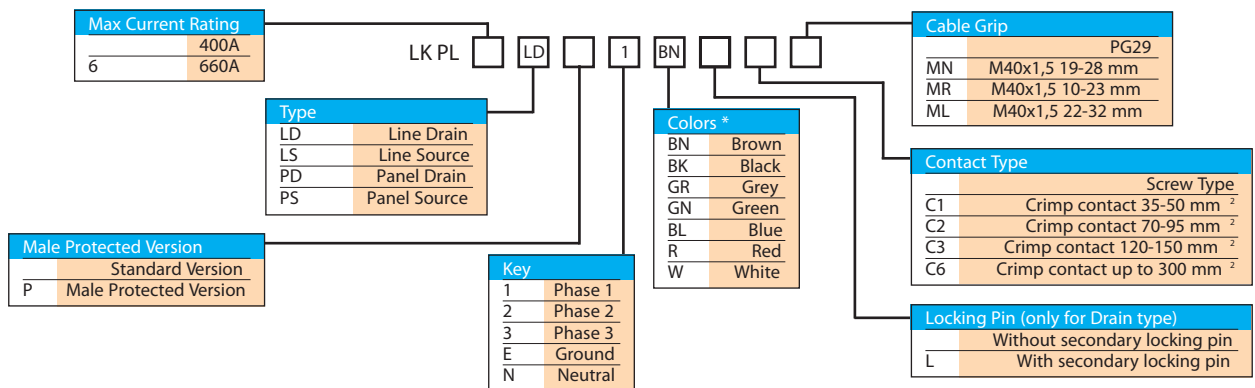 Max Current Rating
400A
6 660A
LK PL LD 1 BN
Cable Grip
PG29
MN M40x1,5 19-28 mm
MR M40x1,5 10-23 mm
ML M40x1,5 22-32 mm
Type
LD Line Drain
LS Line Source
PD Panel Drain
PS Panel Source
Colors *
BN Brown
BK Black
GR Grey
GN Green
BL Blue
R Red
W White
Contact Type
Screw Type
C1 Crimp contact 35-50 mm ²
C2 Crimp contact 70-95 mm ²
C3 Crimp contact 120-150 mm ²
C6 Crimp contact up to 300 mm ²
Male Protected Version
Standard Version
P Male Protected Version
Key
1 Phase 1
2 Phase 2
3 Phase 3
E Ground
N Neutral
Locking Pin (only for Drain type)
Without secondary locking pin
L With secondary locking pin